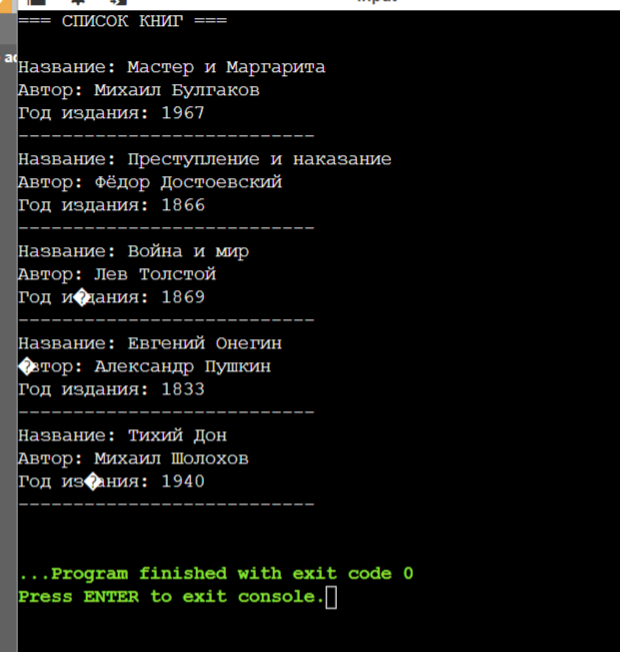 === СПИСОК КНИГ ===
Название: Мастер и Маргарита
Автор: Михаил Булгаков
Год издания: 1967
---------------------------
Название: Преступление и наказание
Автор: Фёдор Достоевский
Год издания: 1866
---------------------------
Название: Война и мир
Автор: Лев Толстой
Год и�дания: 1869
---------------------------
Название: Евгений Онегин
�втор: Александр Пушкин
Год издания: 1833
---------------------------
Название: Тихий Дон
Автор: Михаил Шолохов
Год из�ания: 1940
---------------------------
...Program finished with exit code 0
Press ENTER to exit console.